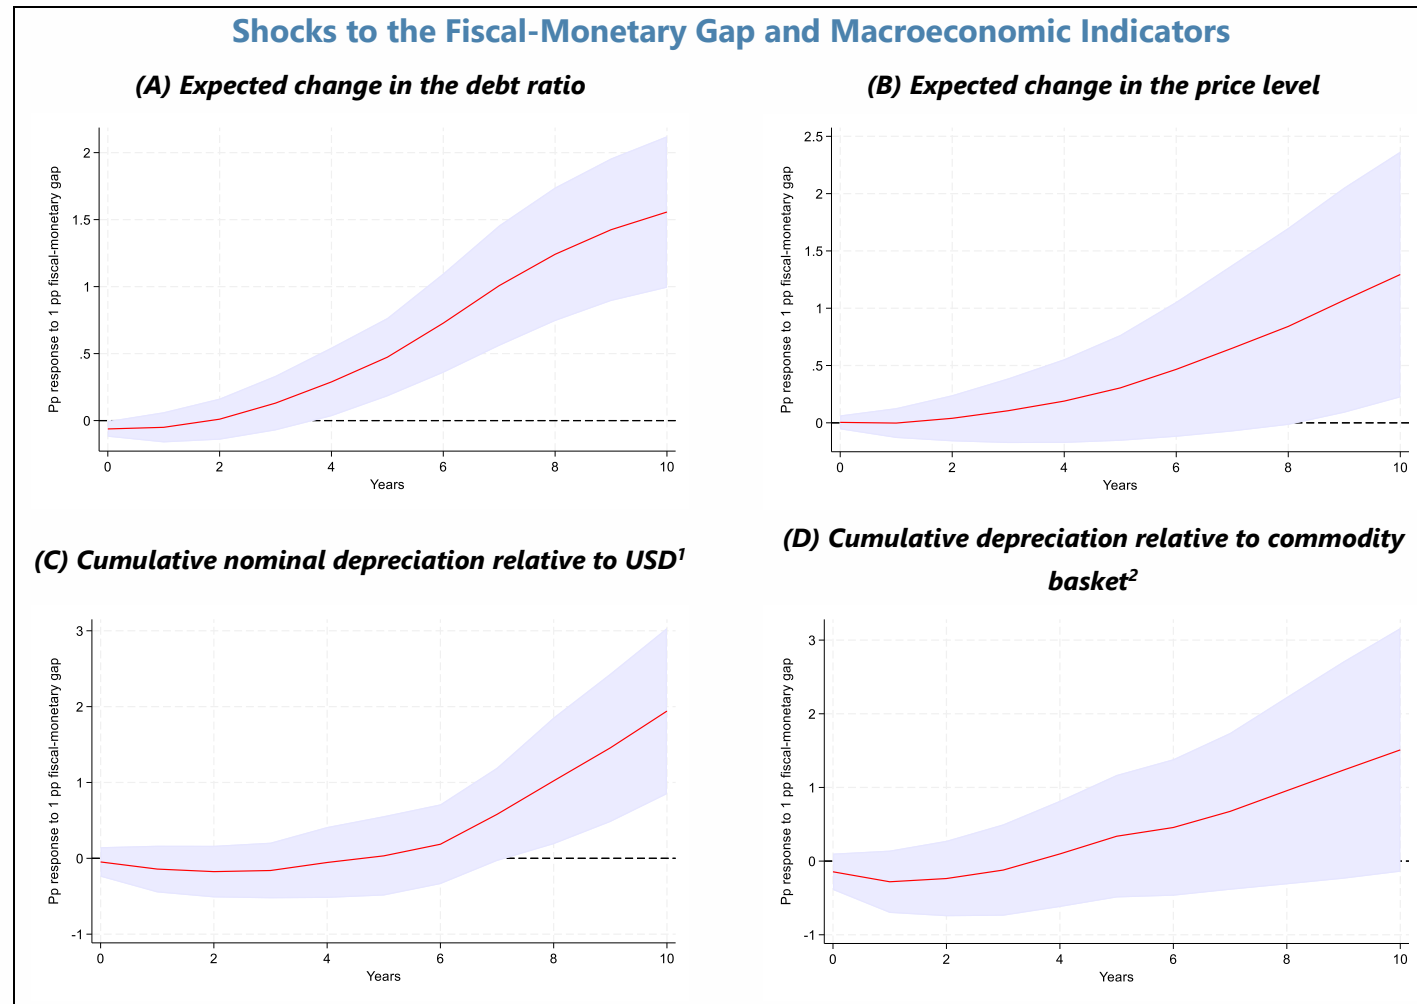 Shocks to the Fiscal-Monetary Gap and Macroeconomic Indicators
(A) Expected change in the debt ratio
Pp response to 1 pp fiscal-monetary gap
2
1.5
1
.5
0
0 2 4 6 8 10
Years
(B) Expected change in the price level
Pp response to 1 pp fiscal-monetary gap
2.5
2
1.5
1
.5
0
0 2 4 6 8 10
Years
(C) Cumulative nominal depreciation relative to USD¹
Pp response to 1 pp fiscal-monetary gap
3
2
1
0
-1
0 2 4 6 8 10
Years
(D) Cumulative depreciation relative to commodity
basket²
Pp response to 1 pp fiscal-monetary gap
3
2
1
0
-1
0 2 4 6 8 10
Years